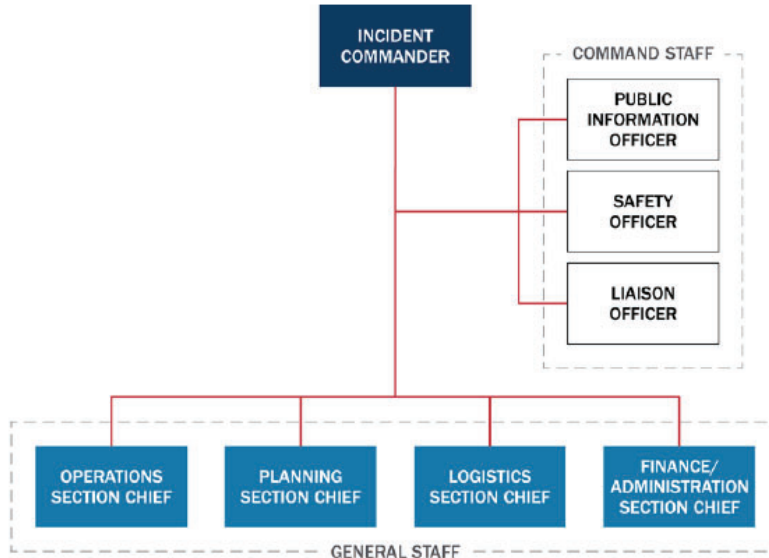 INCIDENT
COMMANDER
COMMAND STAFF
PUBLIC
INFORMATION
OFFICER
SAFETY
OFFICER
LIAISON
OFFICER
OPERATIONS
SECTION CHIEF
PLANNING
SECTION CHIEF
LOGISTICS
SECTION CHIEF
FINANCE/
ADMINISTRATION
SECTION CHIEF
GENERAL STAFF